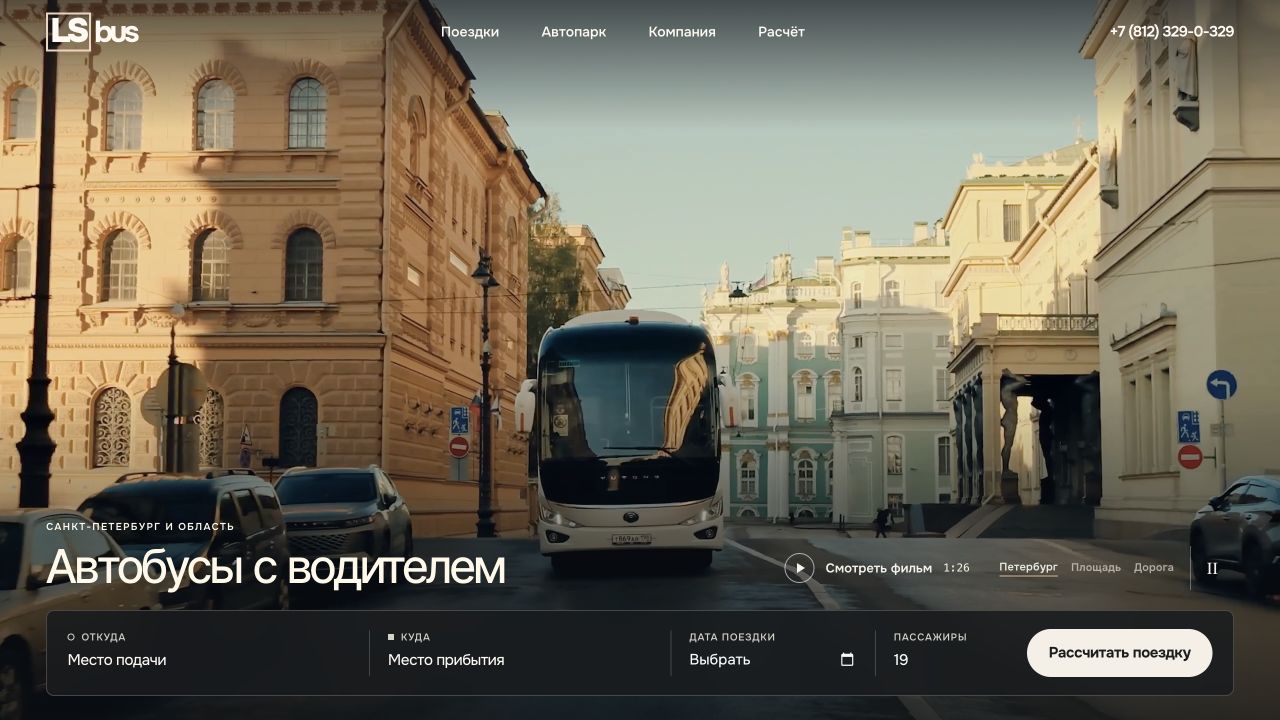 LS bus
Поездки
Автопарк
Компания
Расчёт
+7 (812) 329-0-329
YUTONG
САНКТ-ПЕТЕРБУРГ И ОБЛАСТЬ
Автобусы с водителем
Смотреть фильм 1:26
Петербург
Площадь
Дорога
ОТКУДА
Место подачи
КУДА
Место прибытия
ДАТА ПОЕЗДКИ
Выбрать
ПАССАЖИРЫ
19
Рассчитать поездку